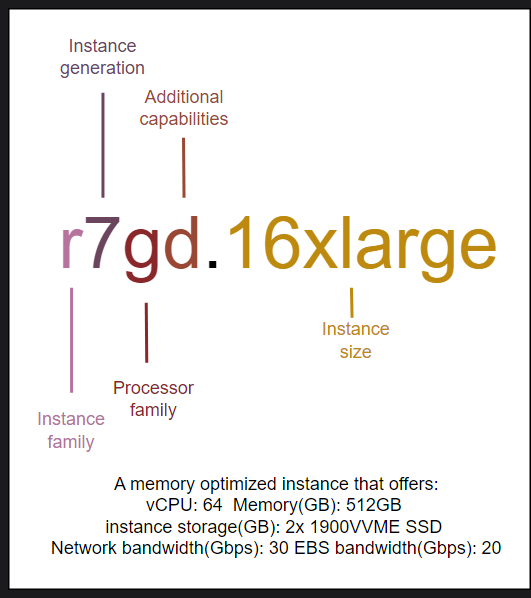 Instance
generation
Additional
capabilities
r7gd.16xlarge
Instance
size
Processor
family
Instance
family
A memory optimized instance that offers:
vCPU: 64 Memory(GB): 512GB
instance storage(GB): 2x 1900VVME SSD
Network bandwidth(Gbps): 30 EBS bandwidth(Gbps): 20